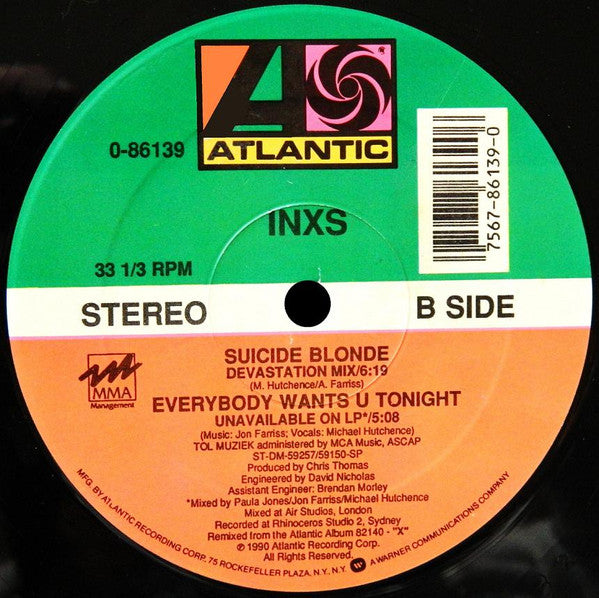 ATLANTIC
0-86139
7567-86139-0
INXS
33 1/3 RPM
STEREO
B SIDE
MMA
Management
SUICIDE BLONDE
DEVASTATION MIX/6:19
(M. Hutchence/A. Farriss)
EVERYBODY WANTS U TONIGHT
UNAVAILABLE ON LP*/5:08
(Music: Jon Farriss; Vocals: Michael Hutchence)
TOL MUZIEK administered by MCA Music, ASCAP
ST-DM-59257/59150-SP
Produced by Chris Thomas
Engineered by David Nicholas
Assistant Engineer: Brendan Morley
*Mixed by Paula Jones/Jon Farriss/Michael Hutchence
Mixed at Air Studios, London
Recorded at Rhinoceros Studio 2, Sydney
Remixed from the Atlantic Album 82140 - "X"
℗ 1990 Atlantic Recording Corp.
All Rights Reserved.
MFG. BY ATLANTIC RECORDING CORP. 75 ROCKEFELLER PLAZA, N.Y., N.Y. A WARNER COMMUNICATIONS COMPANY